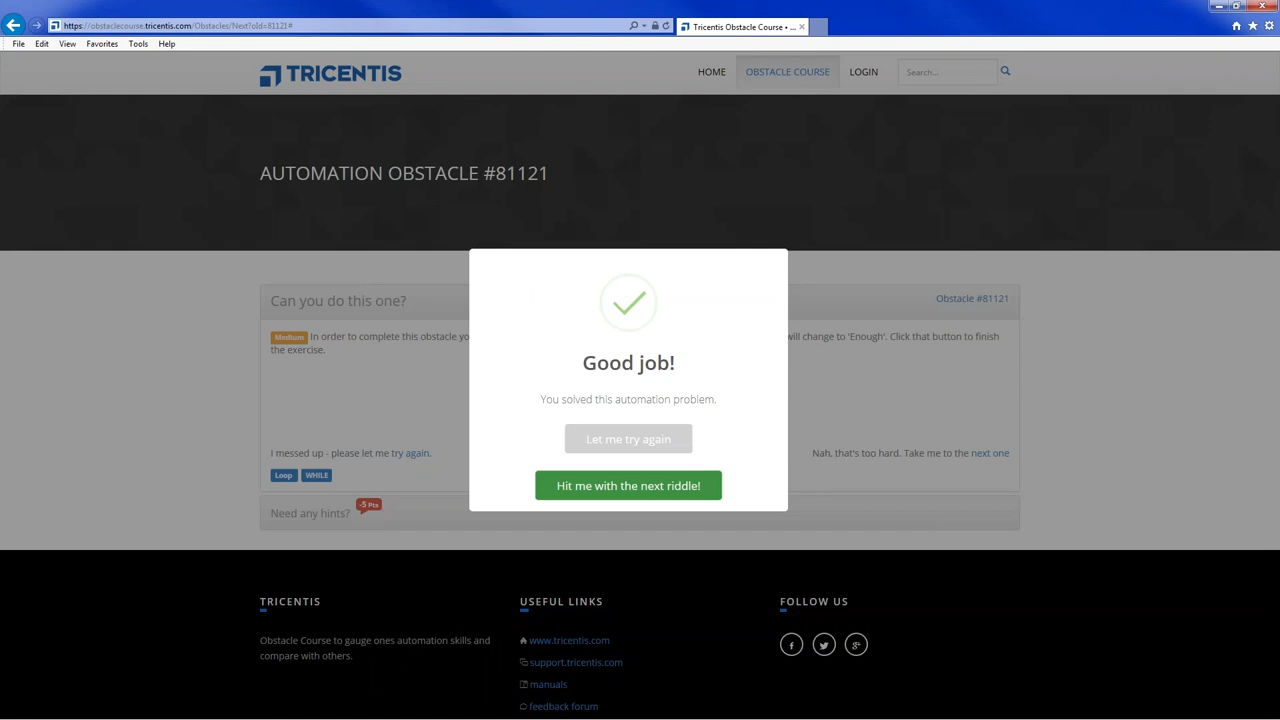 https://obstaclecourse.tricentis.com/Obstacles/Next?oId=81121#
Tricentis Obstacle Course • ...
File Edit View Favorites Tools Help
TRICENTIS
HOME OBSTACLE COURSE LOGIN Search...
AUTOMATION OBSTACLE #81121
Can you do this one? Obstacle #81121
Medium In order to complete this obstacle yo will change to 'Enough'. Click that button to finish
the exercise.
Good job!
You solved this automation problem.
Let me try again
Hit me with the next riddle!
I messed up - please let me try again. Nah, that's too hard. Take me to the next one
Loop WHILE
Need any hints? -5 Pts
TRICENTIS USEFUL LINKS FOLLOW US
Obstacle Course to gauge ones automation skills and
compare with others.
www.tricentis.com
support.tricentis.com
manuals
feedback forum